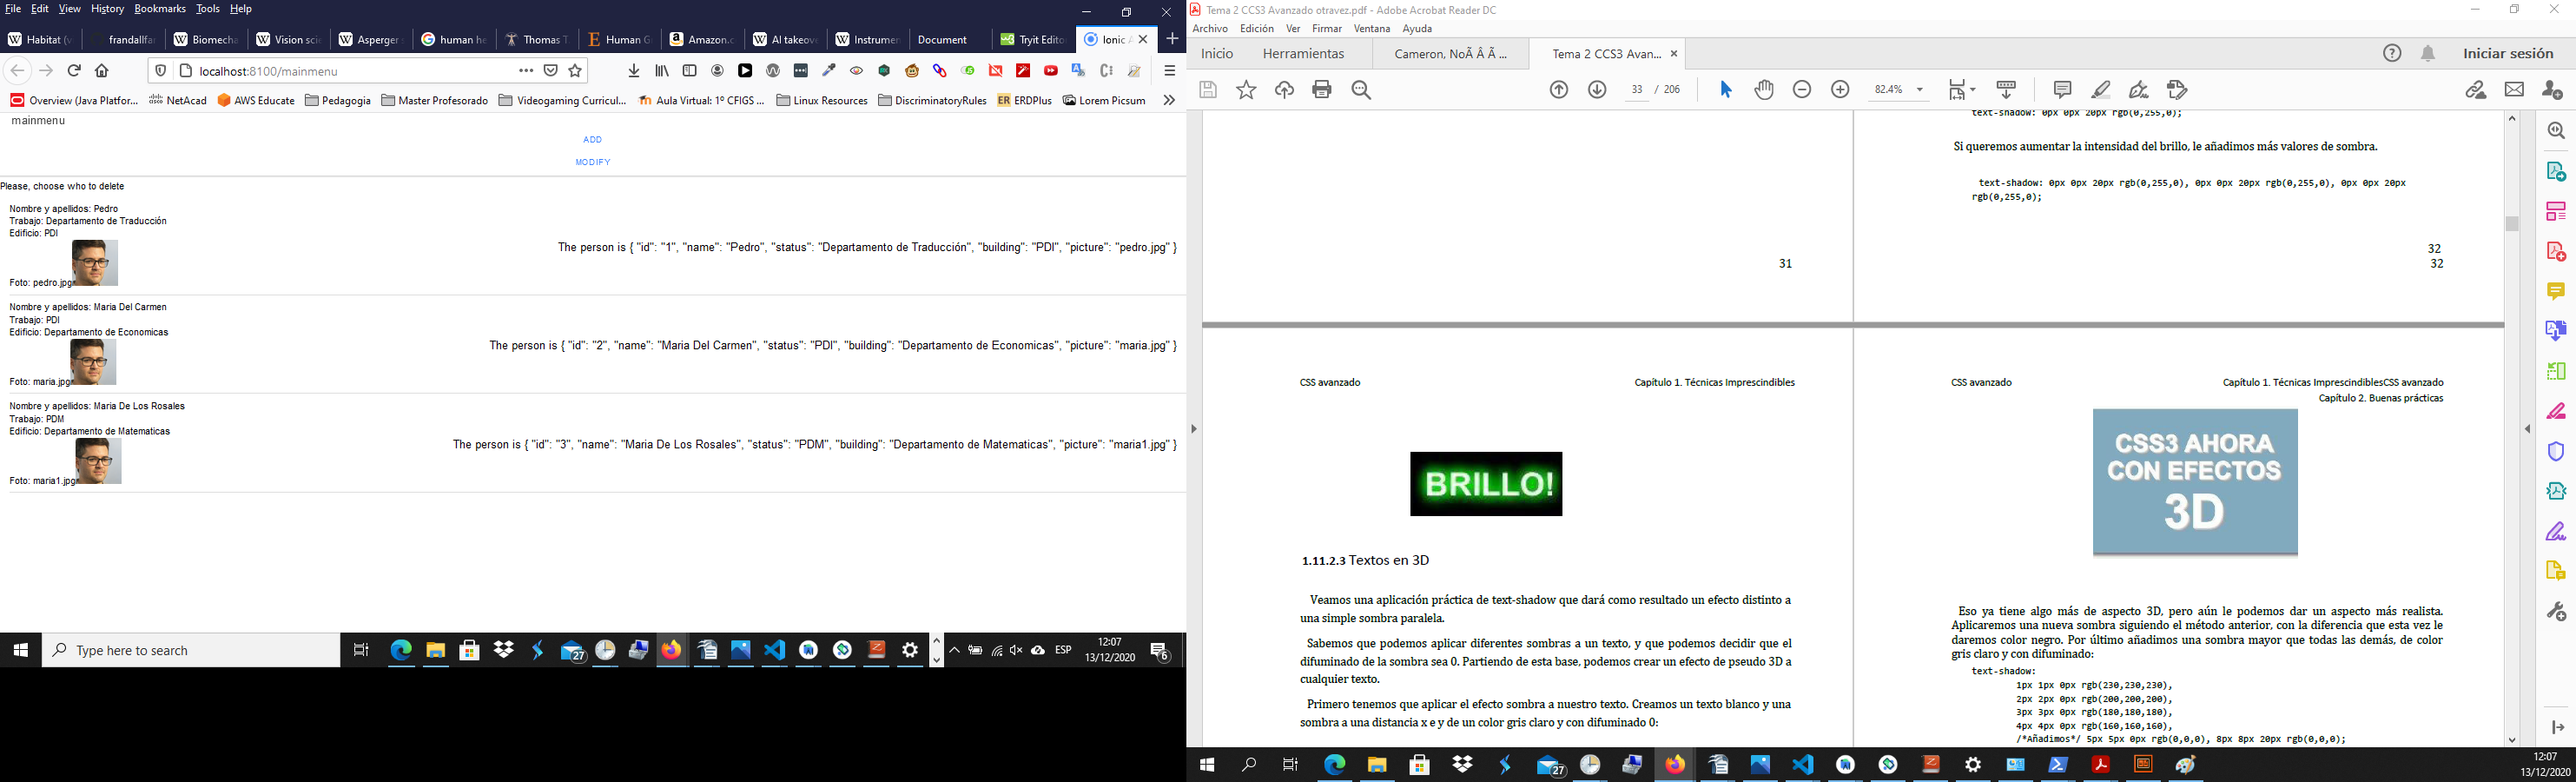 File Edit View History Bookmarks Tools Help
Habitat (w
frandallfar
Biomecha
Vision scie
Asperger s
human he
Thomas T.
Human G
Amazon.c
AI takeove
Instrumen
Document
Tryit Edito
Ionic A
localhost:8100/mainmenu
Overview (Java Platfor...
NetAcad
AWS Educate
Pedagogia
Master Profesorado
Videogaming Curricul...
Aula Virtual: 1º CFIGS ...
Linux Resources
DiscriminatoryRules
ERDPlus
Lorem Picsum
mainmenu
ADD
MODIFY
Please, choose who to delete
Nombre y apellidos: Pedro
Trabajo: Departamento de Traducción
Edificio: PDI
Foto: pedro.jpg
The person is { "id": "1", "name": "Pedro", "status": "Departamento de Traducción", "building": "PDI", "picture": "pedro.jpg" }
Nombre y apellidos: Maria Del Carmen
Trabajo: PDI
Edificio: Departamento de Economicas
Foto: maria.jpg
The person is { "id": "2", "name": "Maria Del Carmen", "status": "PDI", "building": "Departamento de Economicas", "picture": "maria.jpg" }
Nombre y apellidos: Maria De Los Rosales
Trabajo: PDM
Edificio: Departamento de Matematicas
Foto: maria1.jpg
The person is { "id": "3", "name": "Maria De Los Rosales", "status": "PDM", "building": "Departamento de Matematicas", "picture": "maria1.jpg" }
Type here to search
27
ESP
12:07
13/12/2020
6
Tema 2 CCS3 Avanzado otravez.pdf - Adobe Acrobat Reader DC
Archivo Edición Ver Firmar Ventana Ayuda
Inicio
Herramientas
Cameron, NoÃ Â Ã ...
Tema 2 CCS3 Avan...
Iniciar sesión
33 / 206
82.4%
text-shadow: 0px 0px 20px rgb(0,255,0);
Si queremos aumentar la intensidad del brillo, le añadimos más valores de sombra.
text-shadow: 0px 0px 20px rgb(0,255,0), 0px 0px 20px rgb(0,255,0), 0px 0px 20px
rgb(0,255,0);
31
32
32
CSS avanzado
Capítulo 1. Técnicas Imprescindibles
BRILLO!
1.11.2.3 Textos en 3D
Veamos una aplicación práctica de text-shadow que dará como resultado un efecto distinto a
una simple sombra paralela.
Sabemos que podemos aplicar diferentes sombras a un texto, y que podemos decidir que el
difuminado de la sombra sea 0. Partiendo de esta base, podemos crear un efecto de pseudo 3D a
cualquier texto.
Primero tenemos que aplicar el efecto sombra a nuestro texto. Creamos un texto blanco y una
sombra a una distancia x e y de un color gris claro y con difuminado 0:
CSS avanzado
Capítulo 1. Técnicas ImprescindiblesCSS avanzado
Capítulo 2. Buenas prácticas
CSS3 AHORA
CON EFECTOS
3D
Eso ya tiene algo más de aspecto 3D, pero aún le podemos dar un aspecto más realista.
Aplicaremos una nueva sombra siguiendo el método anterior, con la diferencia que esta vez le
daremos color negro. Por último añadimos una sombra mayor que todas las demás, de color
gris claro y con difuminado:
text-shadow:
1px 1px 0px rgb(230,230,230),
2px 2px 0px rgb(200,200,200),
3px 3px 0px rgb(180,180,180),
4px 4px 0px rgb(160,160,160),
/*Añadimos*/ 5px 5px 0px rgb(0,0,0), 8px 8px 20px rgb(0,0,0);
27
12:07
13/12/2020